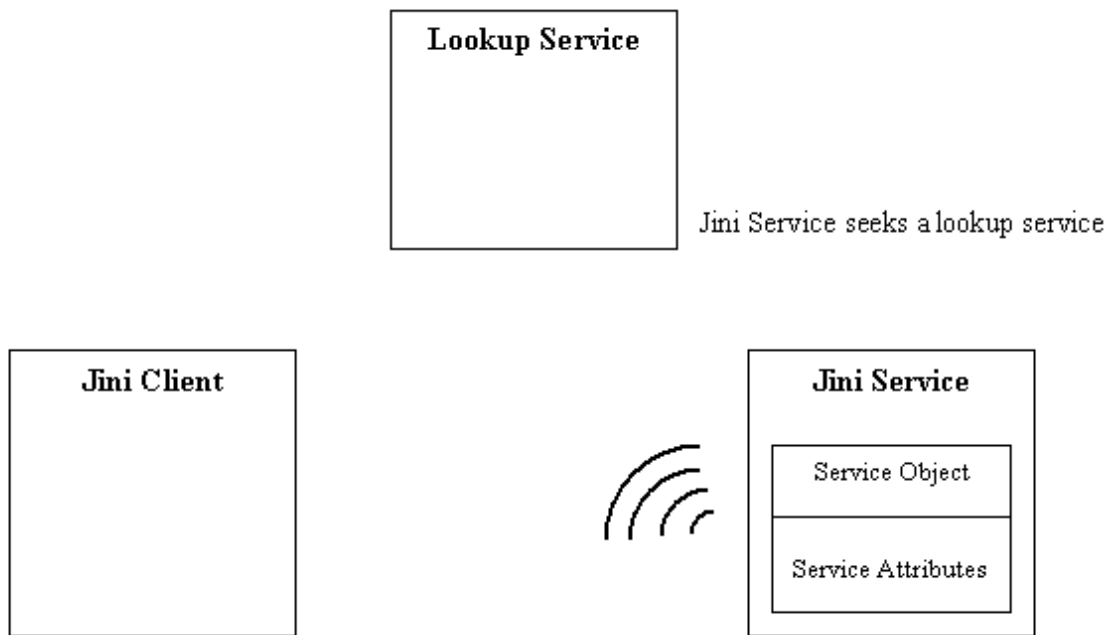 Lookup Service
Jini Service seeks a lookup service
Jini Client
Jini Service
Service Object
Service Attributes